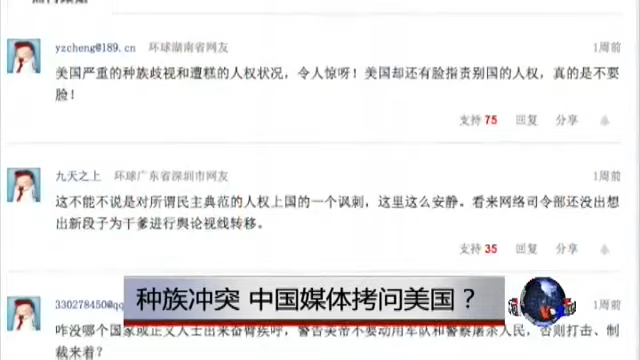 yzcheng@189.cn 环球湖南省网友 1周前
美国严重的种族歧视和遭糕的人权状况，令人惊呀！美国却还有脸指责别国的人权，真的是不要
脸！
支持 75 回复 分享
九天之上 环球广东省深圳市网友 1周前
这不能不说是对所谓民主典范的人权上国的一个讽刺，这里这么安静。看来网络司令部还没出想
出新段子为干爹进行舆论视线转移。
支持 35 回复 分享
330278450@qq 1周前
种族冲突 中国媒体拷问美国？
咋没哪个国家或正义人士出来奋臂疾呼，警告美帝不要动用军队和警察屠杀人民，否则打击、制
裁来着？